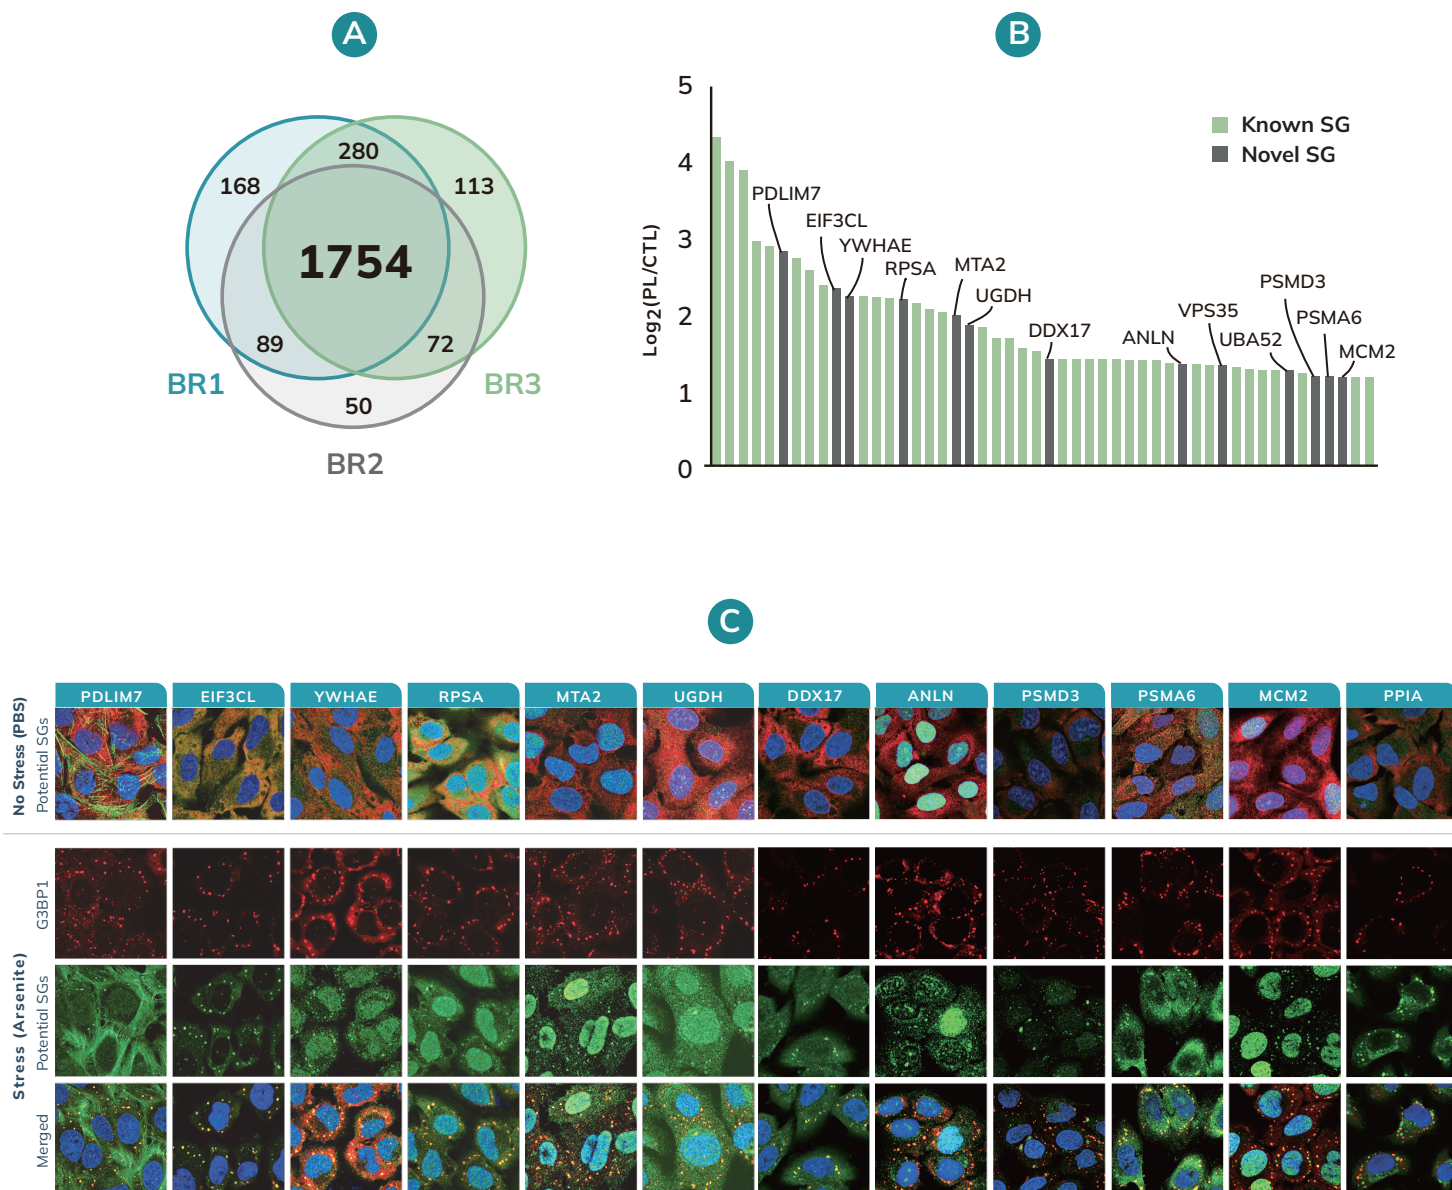 A
280
168
113
1754
89
72
BR1
BR3
50
BR2
B
5
4
3
2
1
0
Log2(PL/CTL)
Known SG
Novel SG
PDLIM7
EIF3CL
YWHAE
RPSA
MTA2
UGDH
DDX17
ANLN
VPS35
UBA52
PSMD3
PSMA6
MCM2
C
PDLIM7 EIF3CL YWHAE RPSA MTA2 UGDH DDX17 ANLN PSMD3 PSMA6 MCM2 PPIA
No Stress (PBS)
Potential SGs
Stress (Arsenite)
G3BP1
Potential SGs
Merged